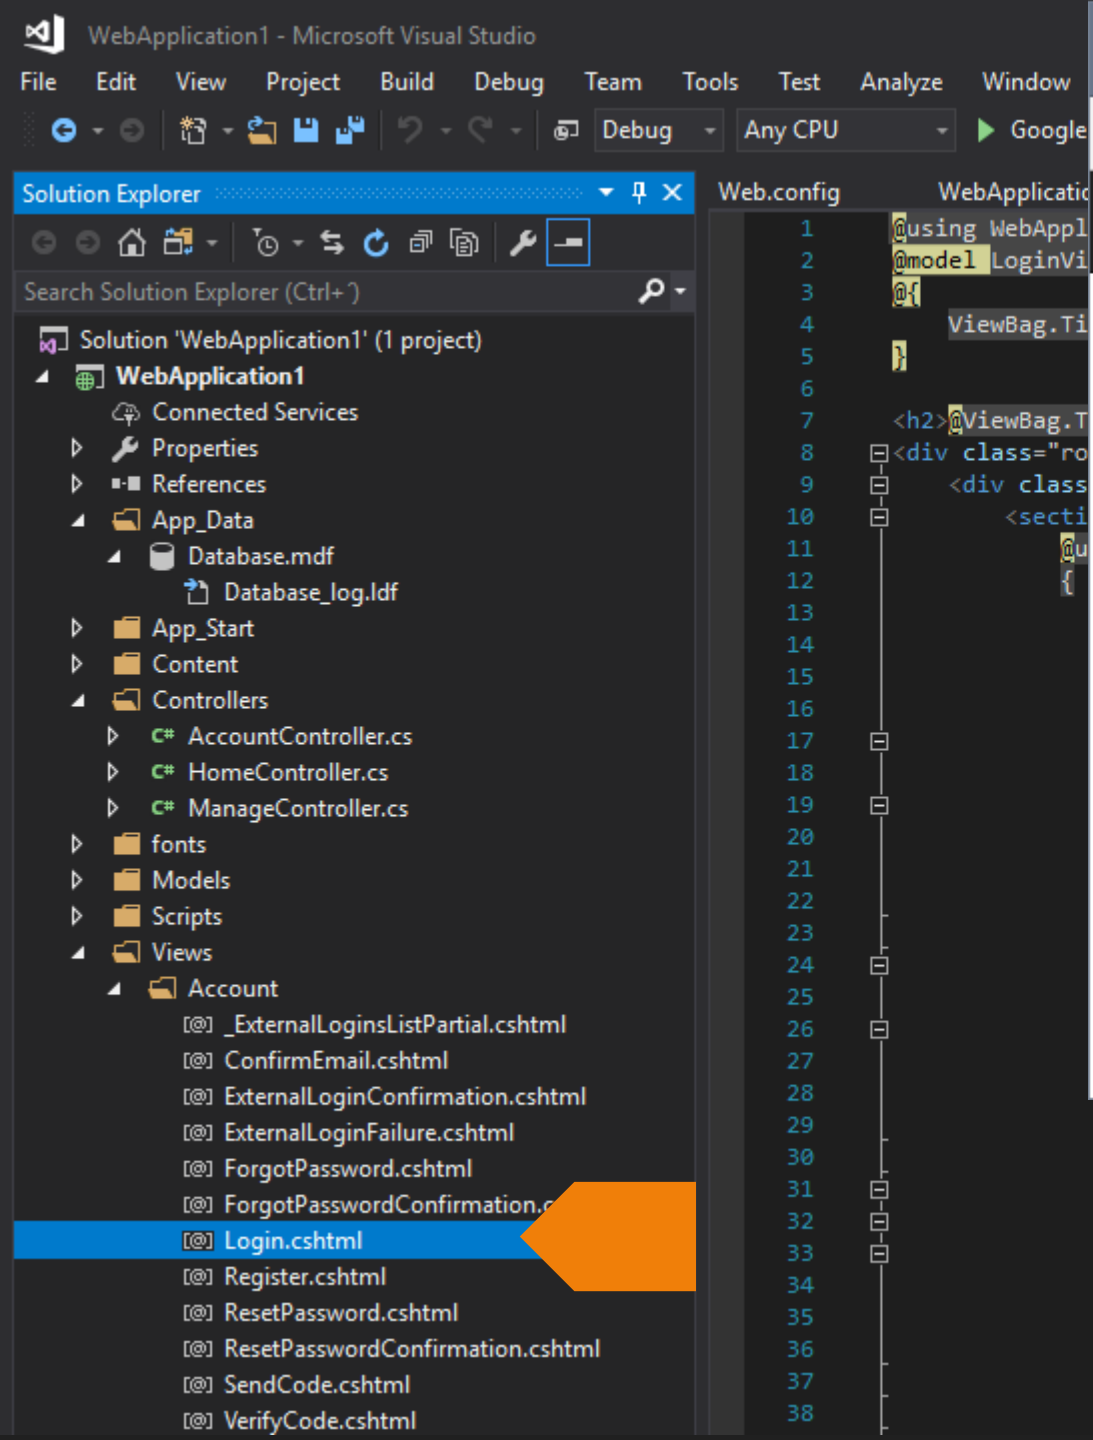 WebApplication1 - Microsoft Visual Studio
File Edit View Project Build Debug Team Tools Test Analyze Window
Debug Any CPU Google
Solution Explorer
Search Solution Explorer (Ctrl+´)
Solution 'WebApplication1' (1 project)
WebApplication1
Connected Services
Properties
References
App_Data
Database.mdf
Database_log.ldf
App_Start
Content
Controllers
C# AccountController.cs
C# HomeController.cs
C# ManageController.cs
fonts
Models
Scripts
Views
Account
[@] _ExternalLoginsListPartial.cshtml
[@] ConfirmEmail.cshtml
[@] ExternalLoginConfirmation.cshtml
[@] ExternalLoginFailure.cshtml
[@] ForgotPassword.cshtml
[@] ForgotPasswordConfirmation.c
[@] Login.cshtml
[@] Register.cshtml
[@] ResetPassword.cshtml
[@] ResetPasswordConfirmation.cshtml
[@] SendCode.cshtml
[@] VerifyCode.cshtml
Web.config WebApplicatio
1 @using WebAppl
2 @model LoginVi
3 @{
4 ViewBag.Ti
5 }
6
7 <h2>@ViewBag.T
8 <div class="ro
9 <div class
10 <secti
11 @u
12 {
13
14
15
16
17
18
19
20
21
22
23
24
25
26
27
28
29
30
31
32
33
34
35
36
37
38